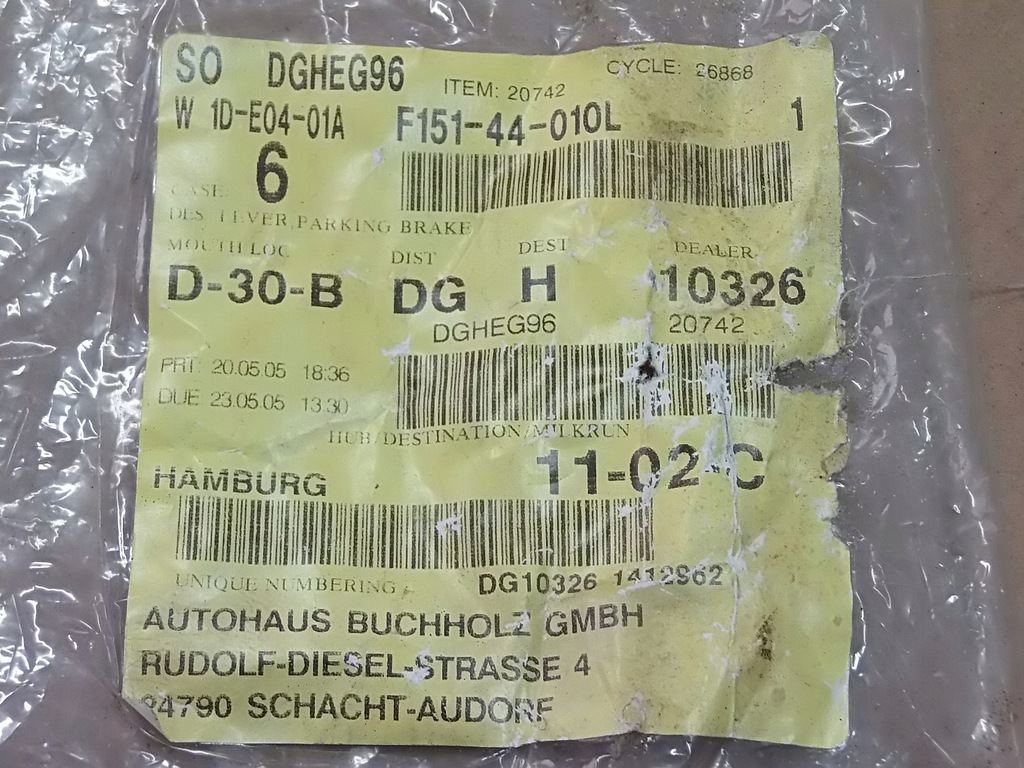 SO DGHEG96 ITEM: 20742 CYCLE: 26868
W 1D-E04-01A F151-44-010L 1
CASE: 6
DES LEVER, PARKING BRAKE
MOUTH LOC DIST DEST DEALER
D-30-B DG H 10326
DGHEG96 20742
PRT: 20.05.05 18:36
DUE 23.05.05 13:30
HUB/DESTINATION/MILKRUN
HAMBURG 11-02-C
UNIQUE NUMBERING DG10326 1412962
AUTOHAUS BUCHHOLZ GMBH
RUDOLF-DIESEL-STRASSE 4
24790 SCHACHT-AUDORF